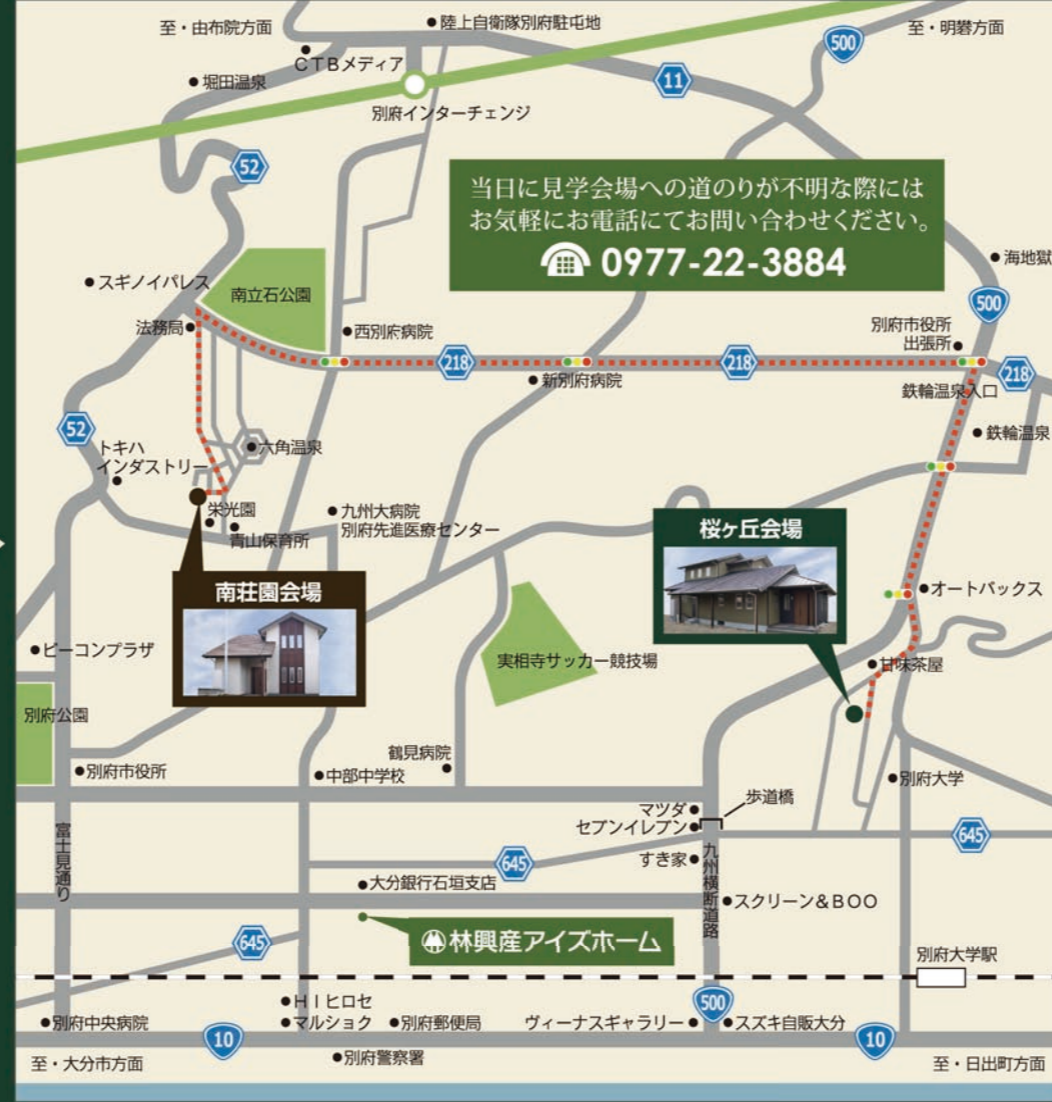 至・由布院方面
陸上自衛隊別府駐屯地
500
至・明礬方面
CTBメディア
堀田温泉
11
別府インターチェンジ
52
当日に見学会場への道のりが不明な際には
お気軽にお電話にてお問い合わせください。
0977-22-3884
海地獄
スギノイパレス
南立石公園
500
法務局
西別府病院
別府市役所
出張所
218
218
新別府病院
218
鉄輪温泉入口
52
鉄輪温泉
トキハ
インダストリー
六角温泉
栄光園
九州大病院
別府先進医療センター
青山保育所
桜ヶ丘会場
南荘園会場
オートバックス
ビーコンプラザ
実相寺サッカー競技場
甘味茶屋
別府公園
鶴見病院
別府市役所
中部中学校
別府大学
歩道橋
マツダ
セブンイレブン
富士見通り
645
645
すき家
九州横断道路
大分銀行石垣支店
スクリーン&BOO
645
林興産アイズホーム
別府大学駅
HIヒロセ
500
別府中央病院
マルショク
別府郵便局
ヴィーナスギャラリー
スズキ自販大分
10
10
別府警察署
至・大分市方面
至・日出町方面